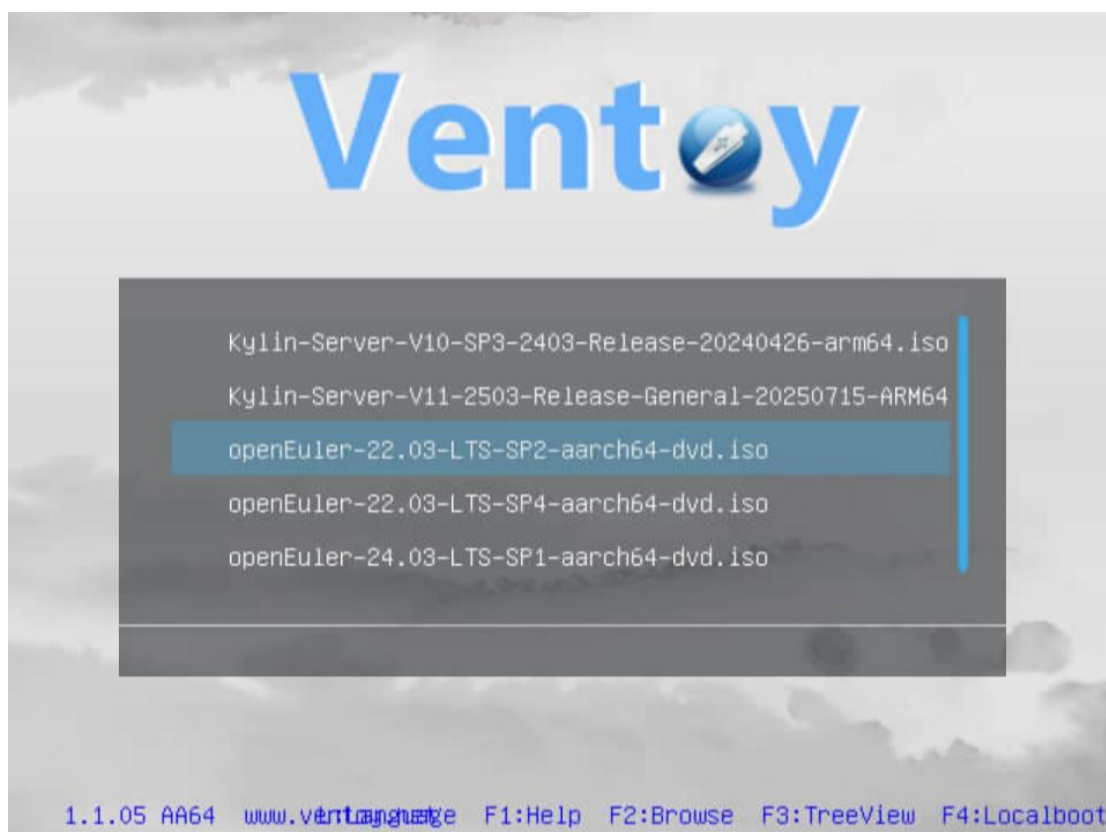 Ventoy
Kylin-Server-V10-SP3-2403-Release-20240426-arm64.iso
Kylin-Server-V11-2503-Release-General-20250715-ARM64
openEuler-22.03-LTS-SP2-aarch64-dvd.iso
openEuler-22.03-LTS-SP4-aarch64-dvd.iso
openEuler-24.03-LTS-SP1-aarch64-dvd.iso
1.1.05 AA64 F1:Help F2:Browse F3:TreeView F4:Localboot